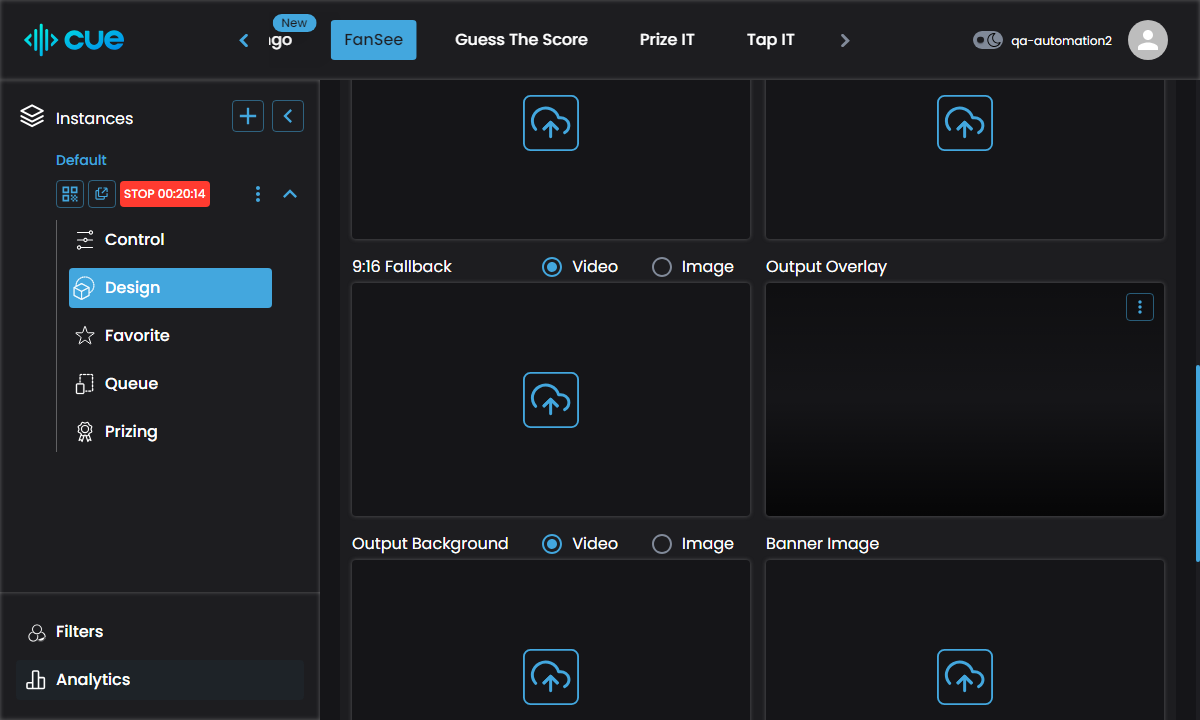 cue
New
go
FanSee
Guess The Score
Prize IT
Tap IT
qa-automation2
Instances
Default
STOP 00:20:14
Control
Design
Favorite
Queue
Prizing
Filters
Analytics
9:16 Fallback
Video
Image
Output Overlay
Output Background
Video
Image
Banner Image